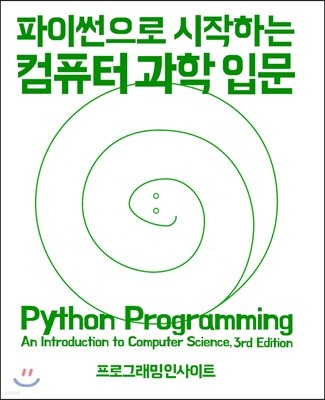 파이썬으로 시작하는
컴퓨터 과학 입문
Python Programming
An Introduction to Computer Science, 3rd Edition
프로그래밍인사이트